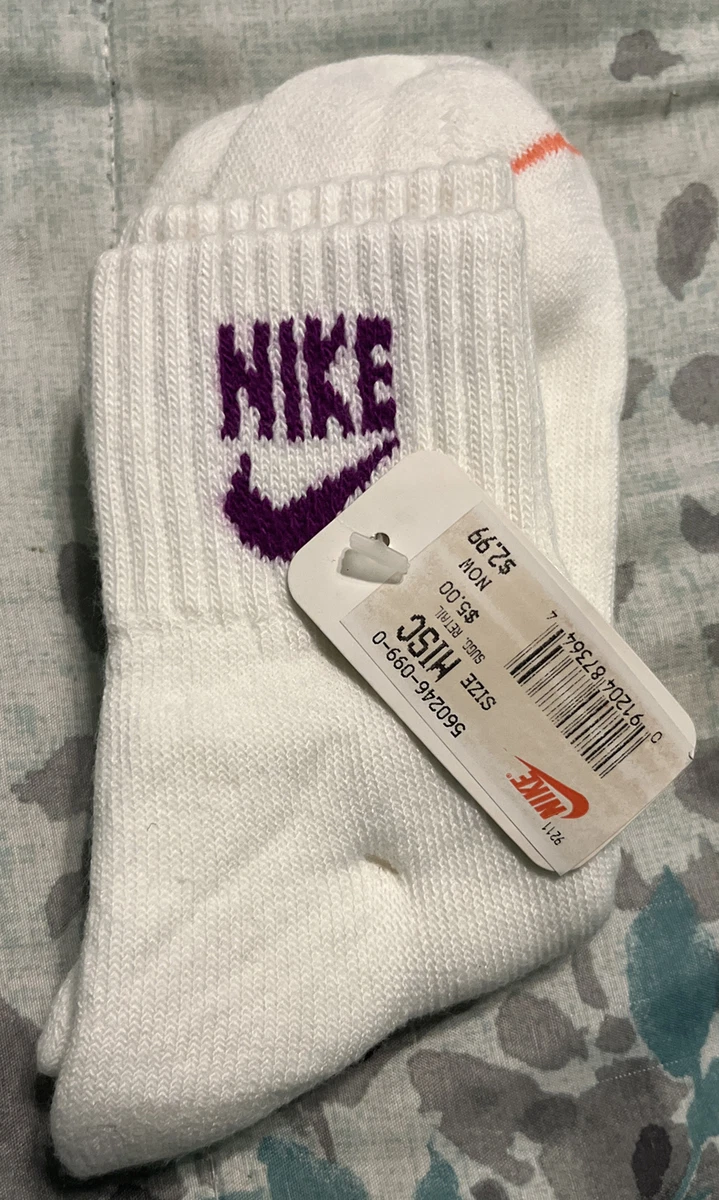 NIKE
560246-099-0
SIZE MISC
SUGG. RETAIL
$5.00
NOW
$2.99
0 91204 87364 4
NIKE®
9211